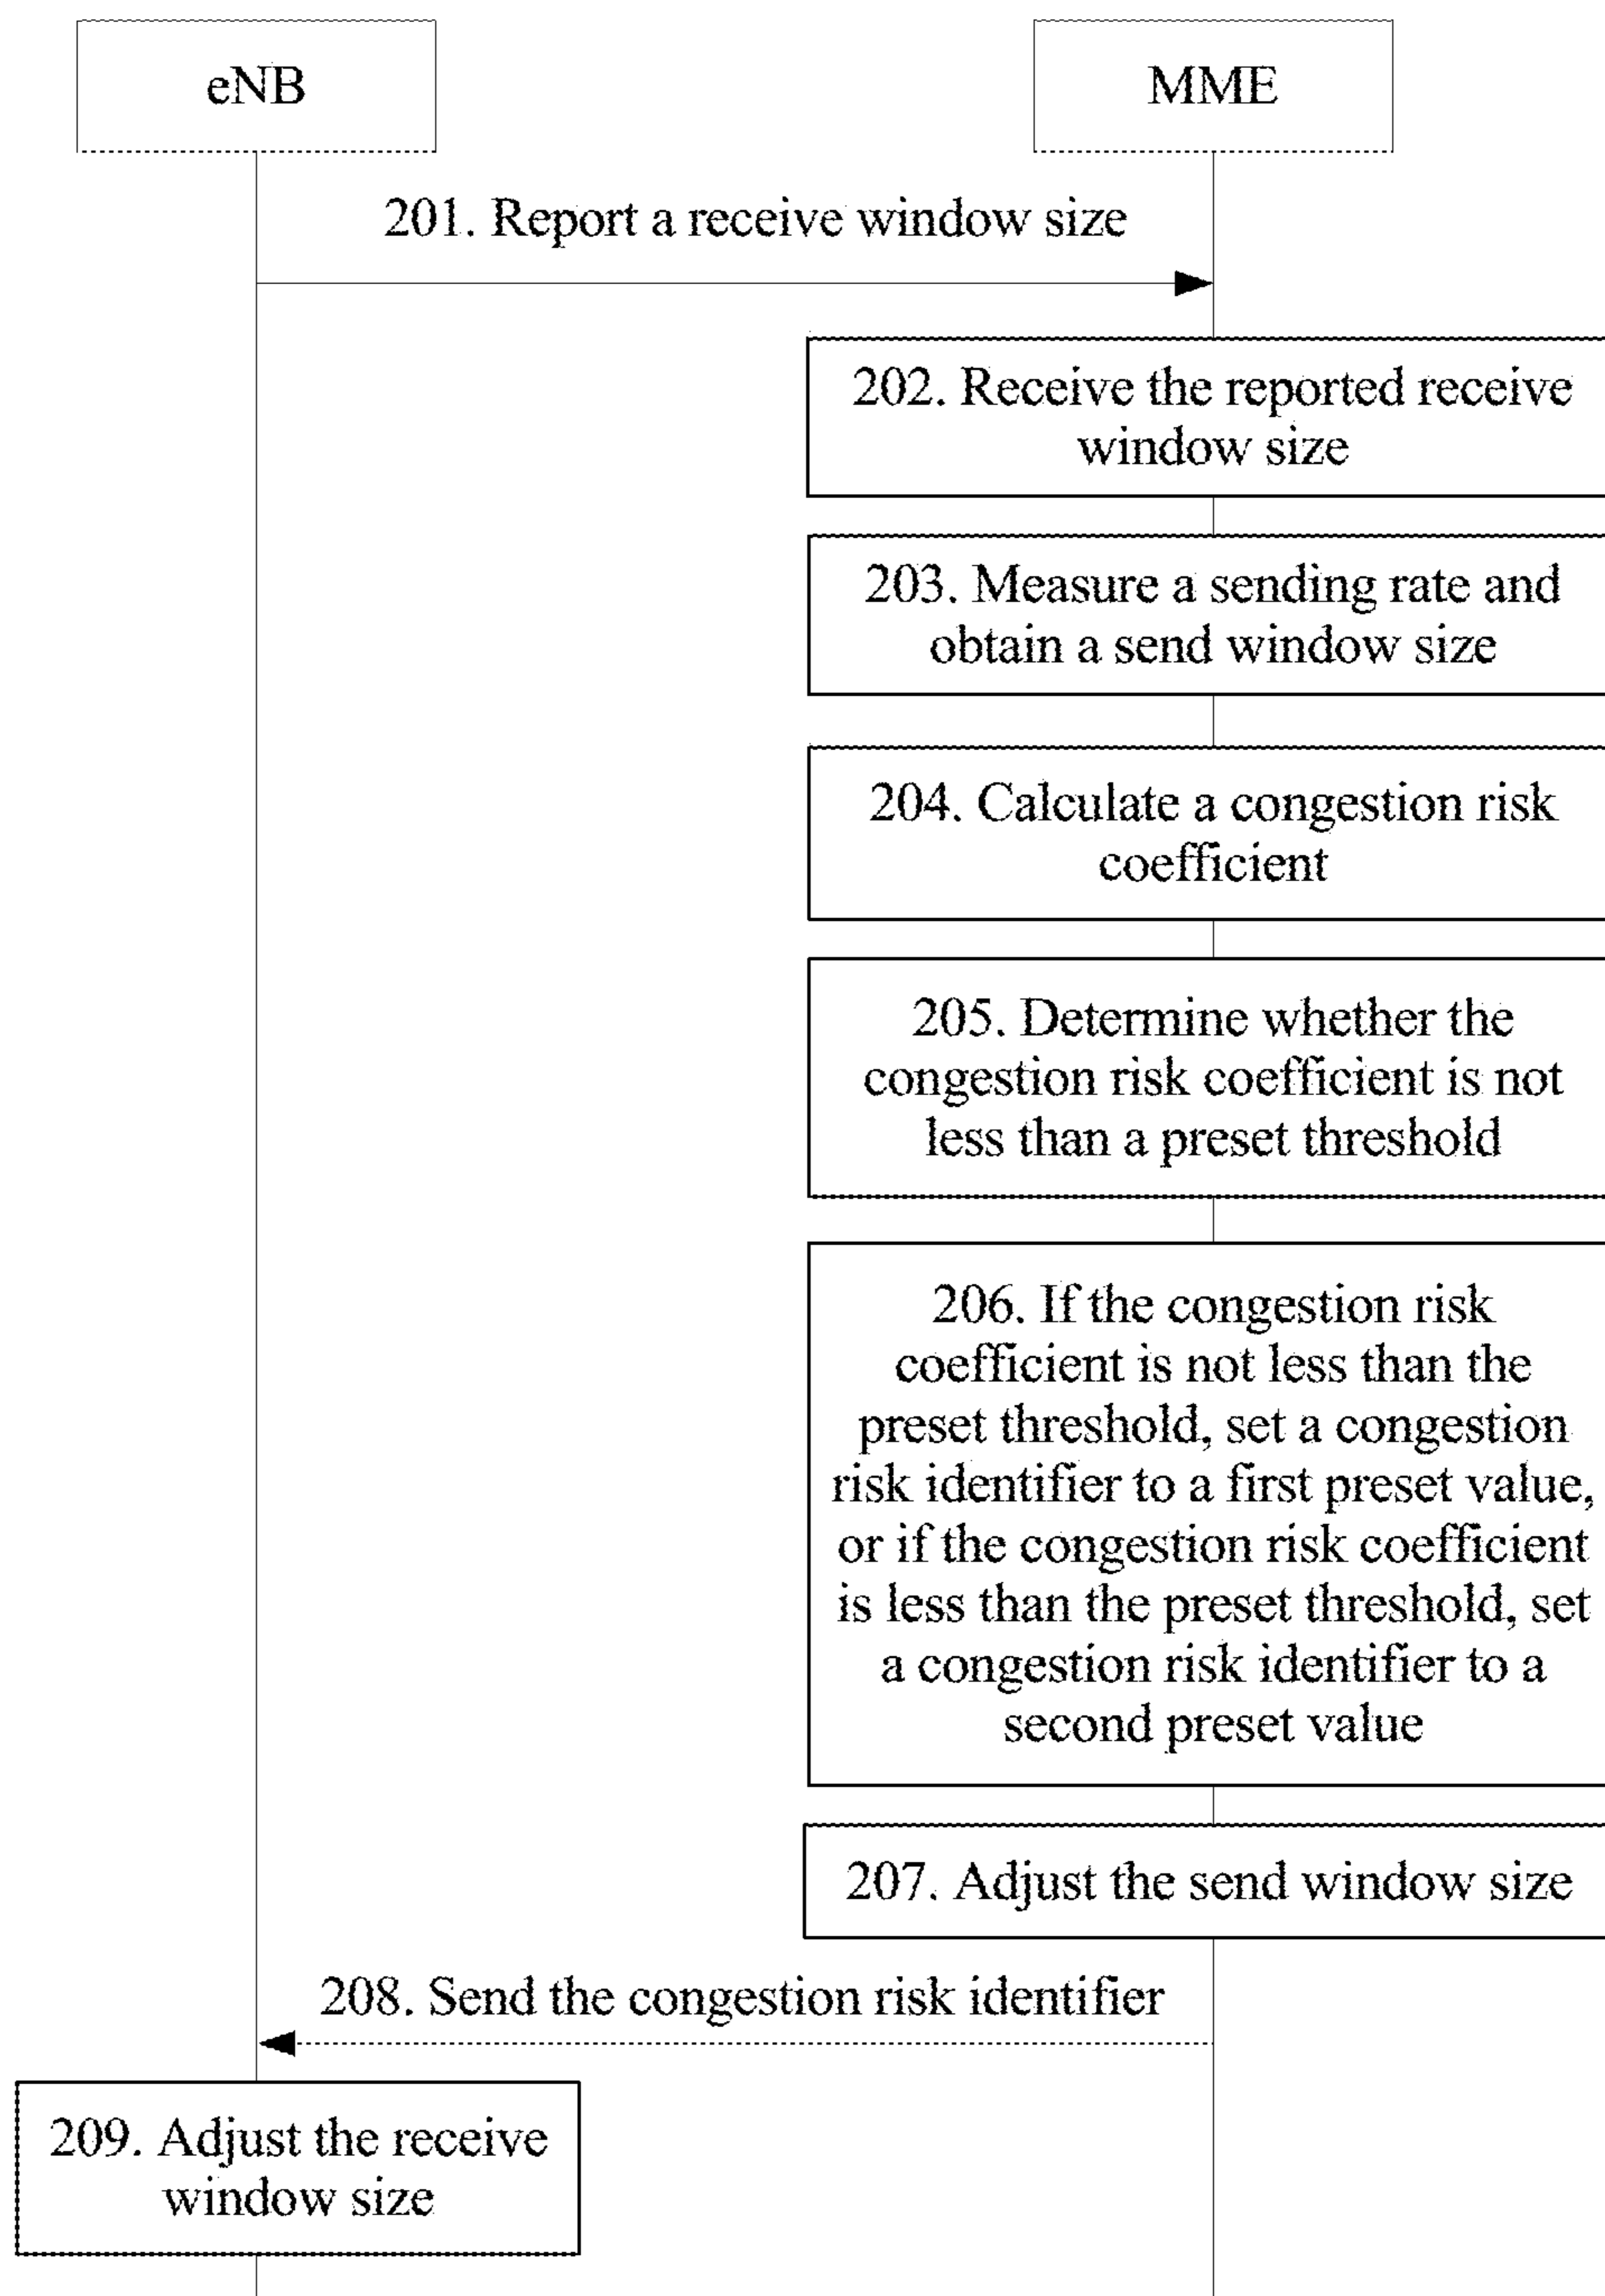 eNB
MME
201. Report a receive window size
202. Receive the reported receive
window size
203. Measure a sending rate and
obtain a send window size
204. Calculate a congestion risk
coefficient
205. Determine whether the
congestion risk coefficient is not
less than a preset threshold
206. If the congestion risk
coefficient is not less than the
preset threshold, set a congestion
risk identifier to a first preset value,
or if the congestion risk coefficient
is less than the preset threshold, set
a congestion risk identifier to a
second preset value
207. Adjust the send window size
208. Send the congestion risk identifier
209. Adjust the receive
window size